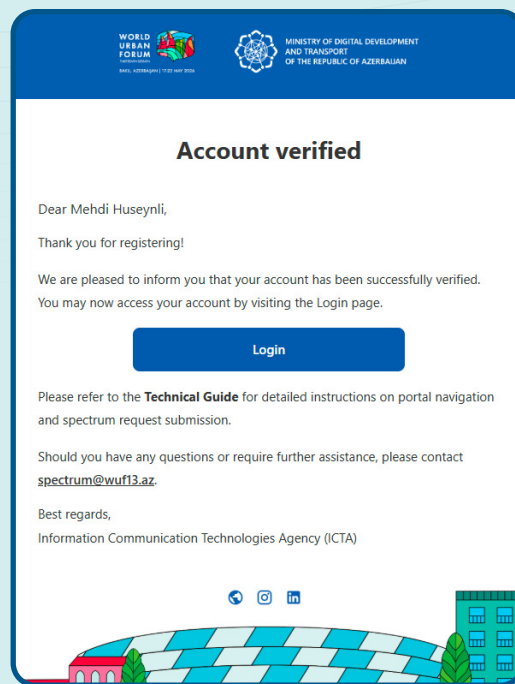 WORLD
URBAN
FORUM
THIRTEENTH SESSION
BAKU, AZERBAIJAN | 17-22 MAY 2026
MINISTRY OF DIGITAL DEVELOPMENT
AND TRANSPORT
OF THE REPUBLIC OF AZERBAIJAN
Account verified
Dear Mehdi Huseynli,
Thank you for registering!
We are pleased to inform you that your account has been successfully verified.
You may now access your account by visiting the Login page.
Login
Please refer to the Technical Guide for detailed instructions on portal navigation
and spectrum request submission.
Should you have any questions or require further assistance, please contact
spectrum@wuf13.az.
Best regards,
Information Communication Technologies Agency (ICTA)
in